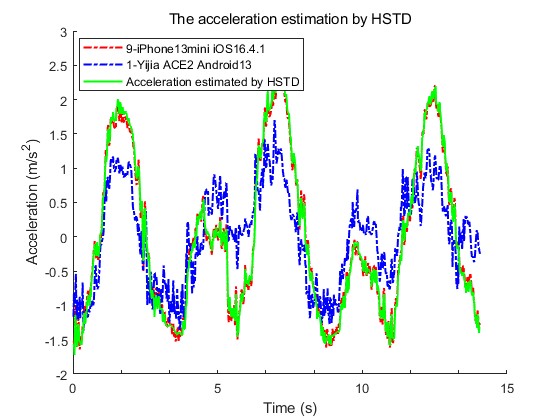 The acceleration estimation by HSTD
9-iPhone13mini iOS16.4.1
1-Yijia ACE2 Android13
Acceleration estimated by HSTD
3
2.5
2
1.5
1
0.5
0
-0.5
-1
-1.5
-2
Acceleration (m/s²)
0
5
10
15
Time (s)